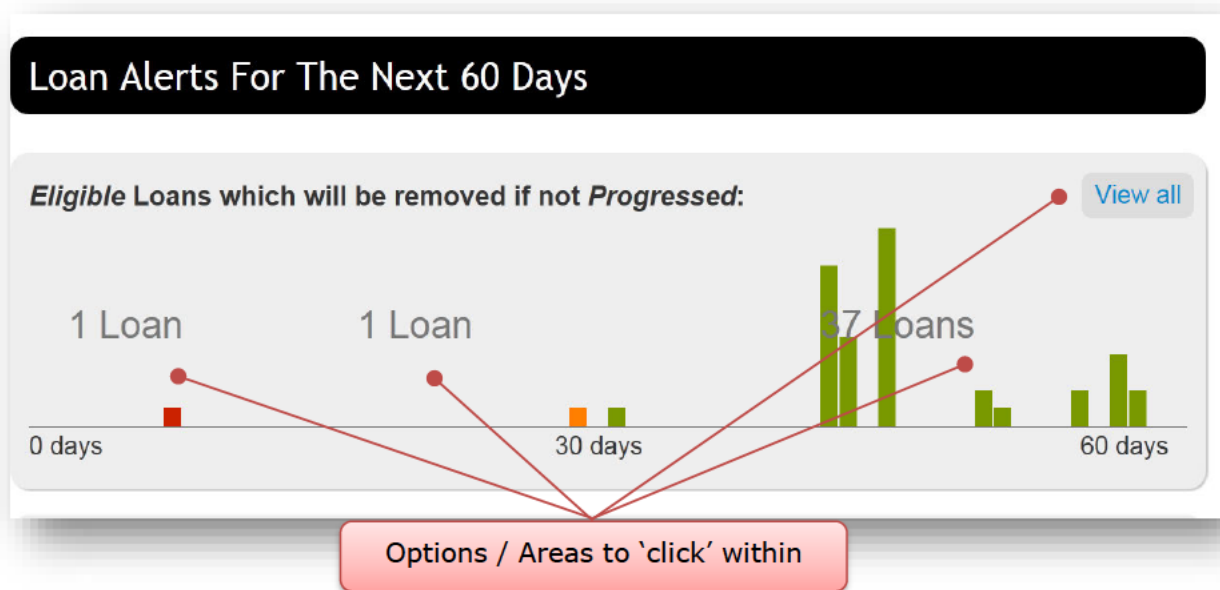 Loan Alerts For The Next 60 Days
Eligible Loans which will be removed if not Progressed:
View all
1 Loan
1 Loan
37 Loans
0 days
30 days
60 days
Options / Areas to ‘click’ within